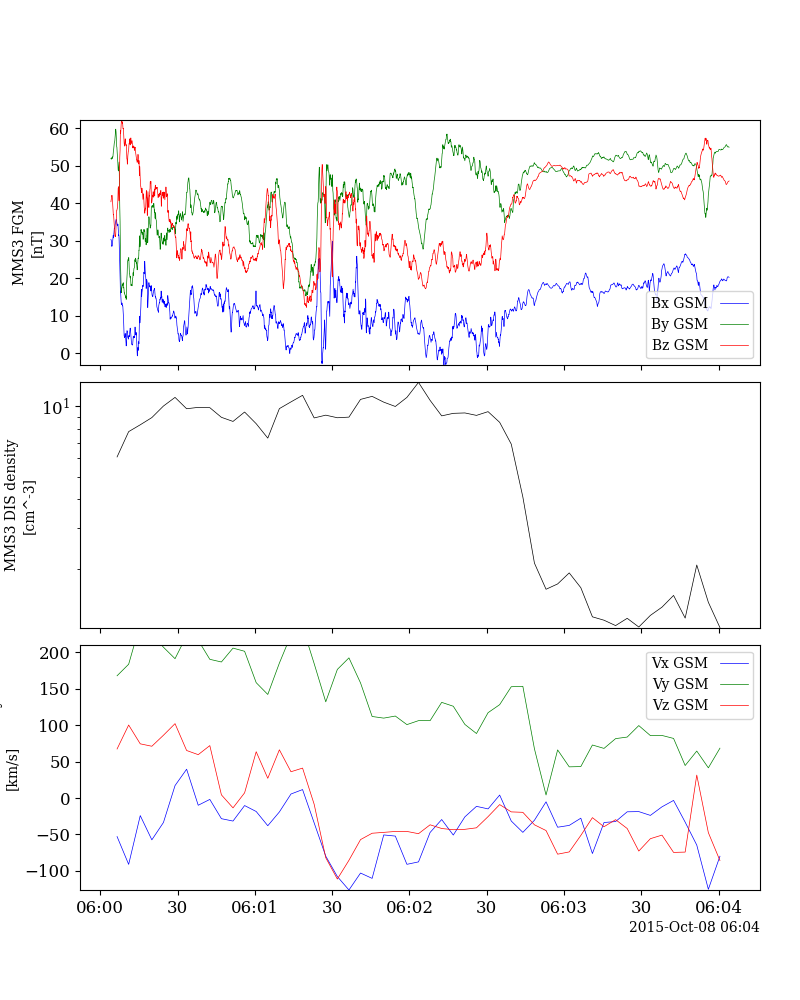 60
50
40
30
20
10
0
MMS3 FGM
[nT]
Bx GSM
By GSM
Bz GSM
10^1
MMS3 DIS density
[cm^-3]
200
150
100
50
0
−50
−100
[km/s]
Vx GSM
Vy GSM
Vz GSM
06:00 30 06:01 30 06:02 30 06:03 30 06:04
2015-Oct-08 06:04